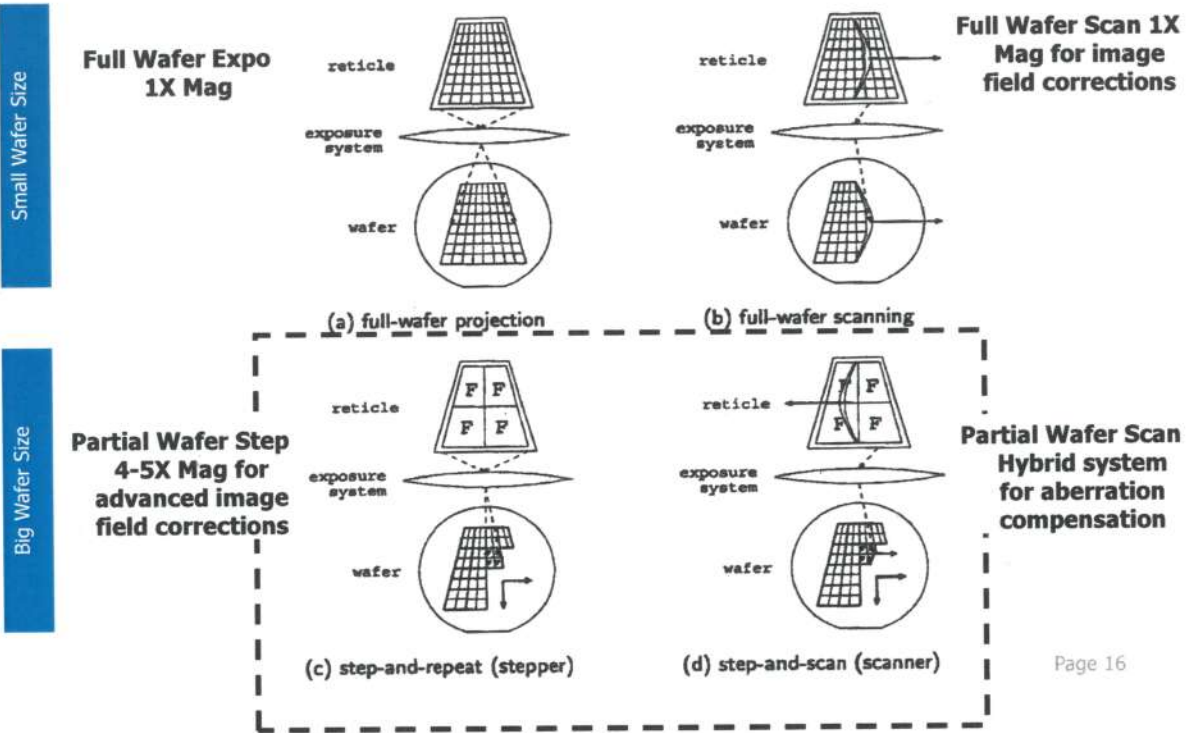 Small Wafer Size
Full Wafer Expo
1X Mag
reticle
exposure
system
wafer
(a) full-wafer projection
reticle
exposure
system
wafer
(b) full-wafer scanning
Full Wafer Scan 1X
Mag for image
field corrections
Big Wafer Size
Partial Wafer Step
4-5X Mag for
advanced image
field corrections
reticle
F F
F F
exposure
system
wafer
(c) step-and-repeat (stepper)
reticle
F F
F F
exposure
system
wafer
(d) step-and-scan (scanner)
Partial Wafer Scan
Hybrid system
for aberration
compensation
Page 16